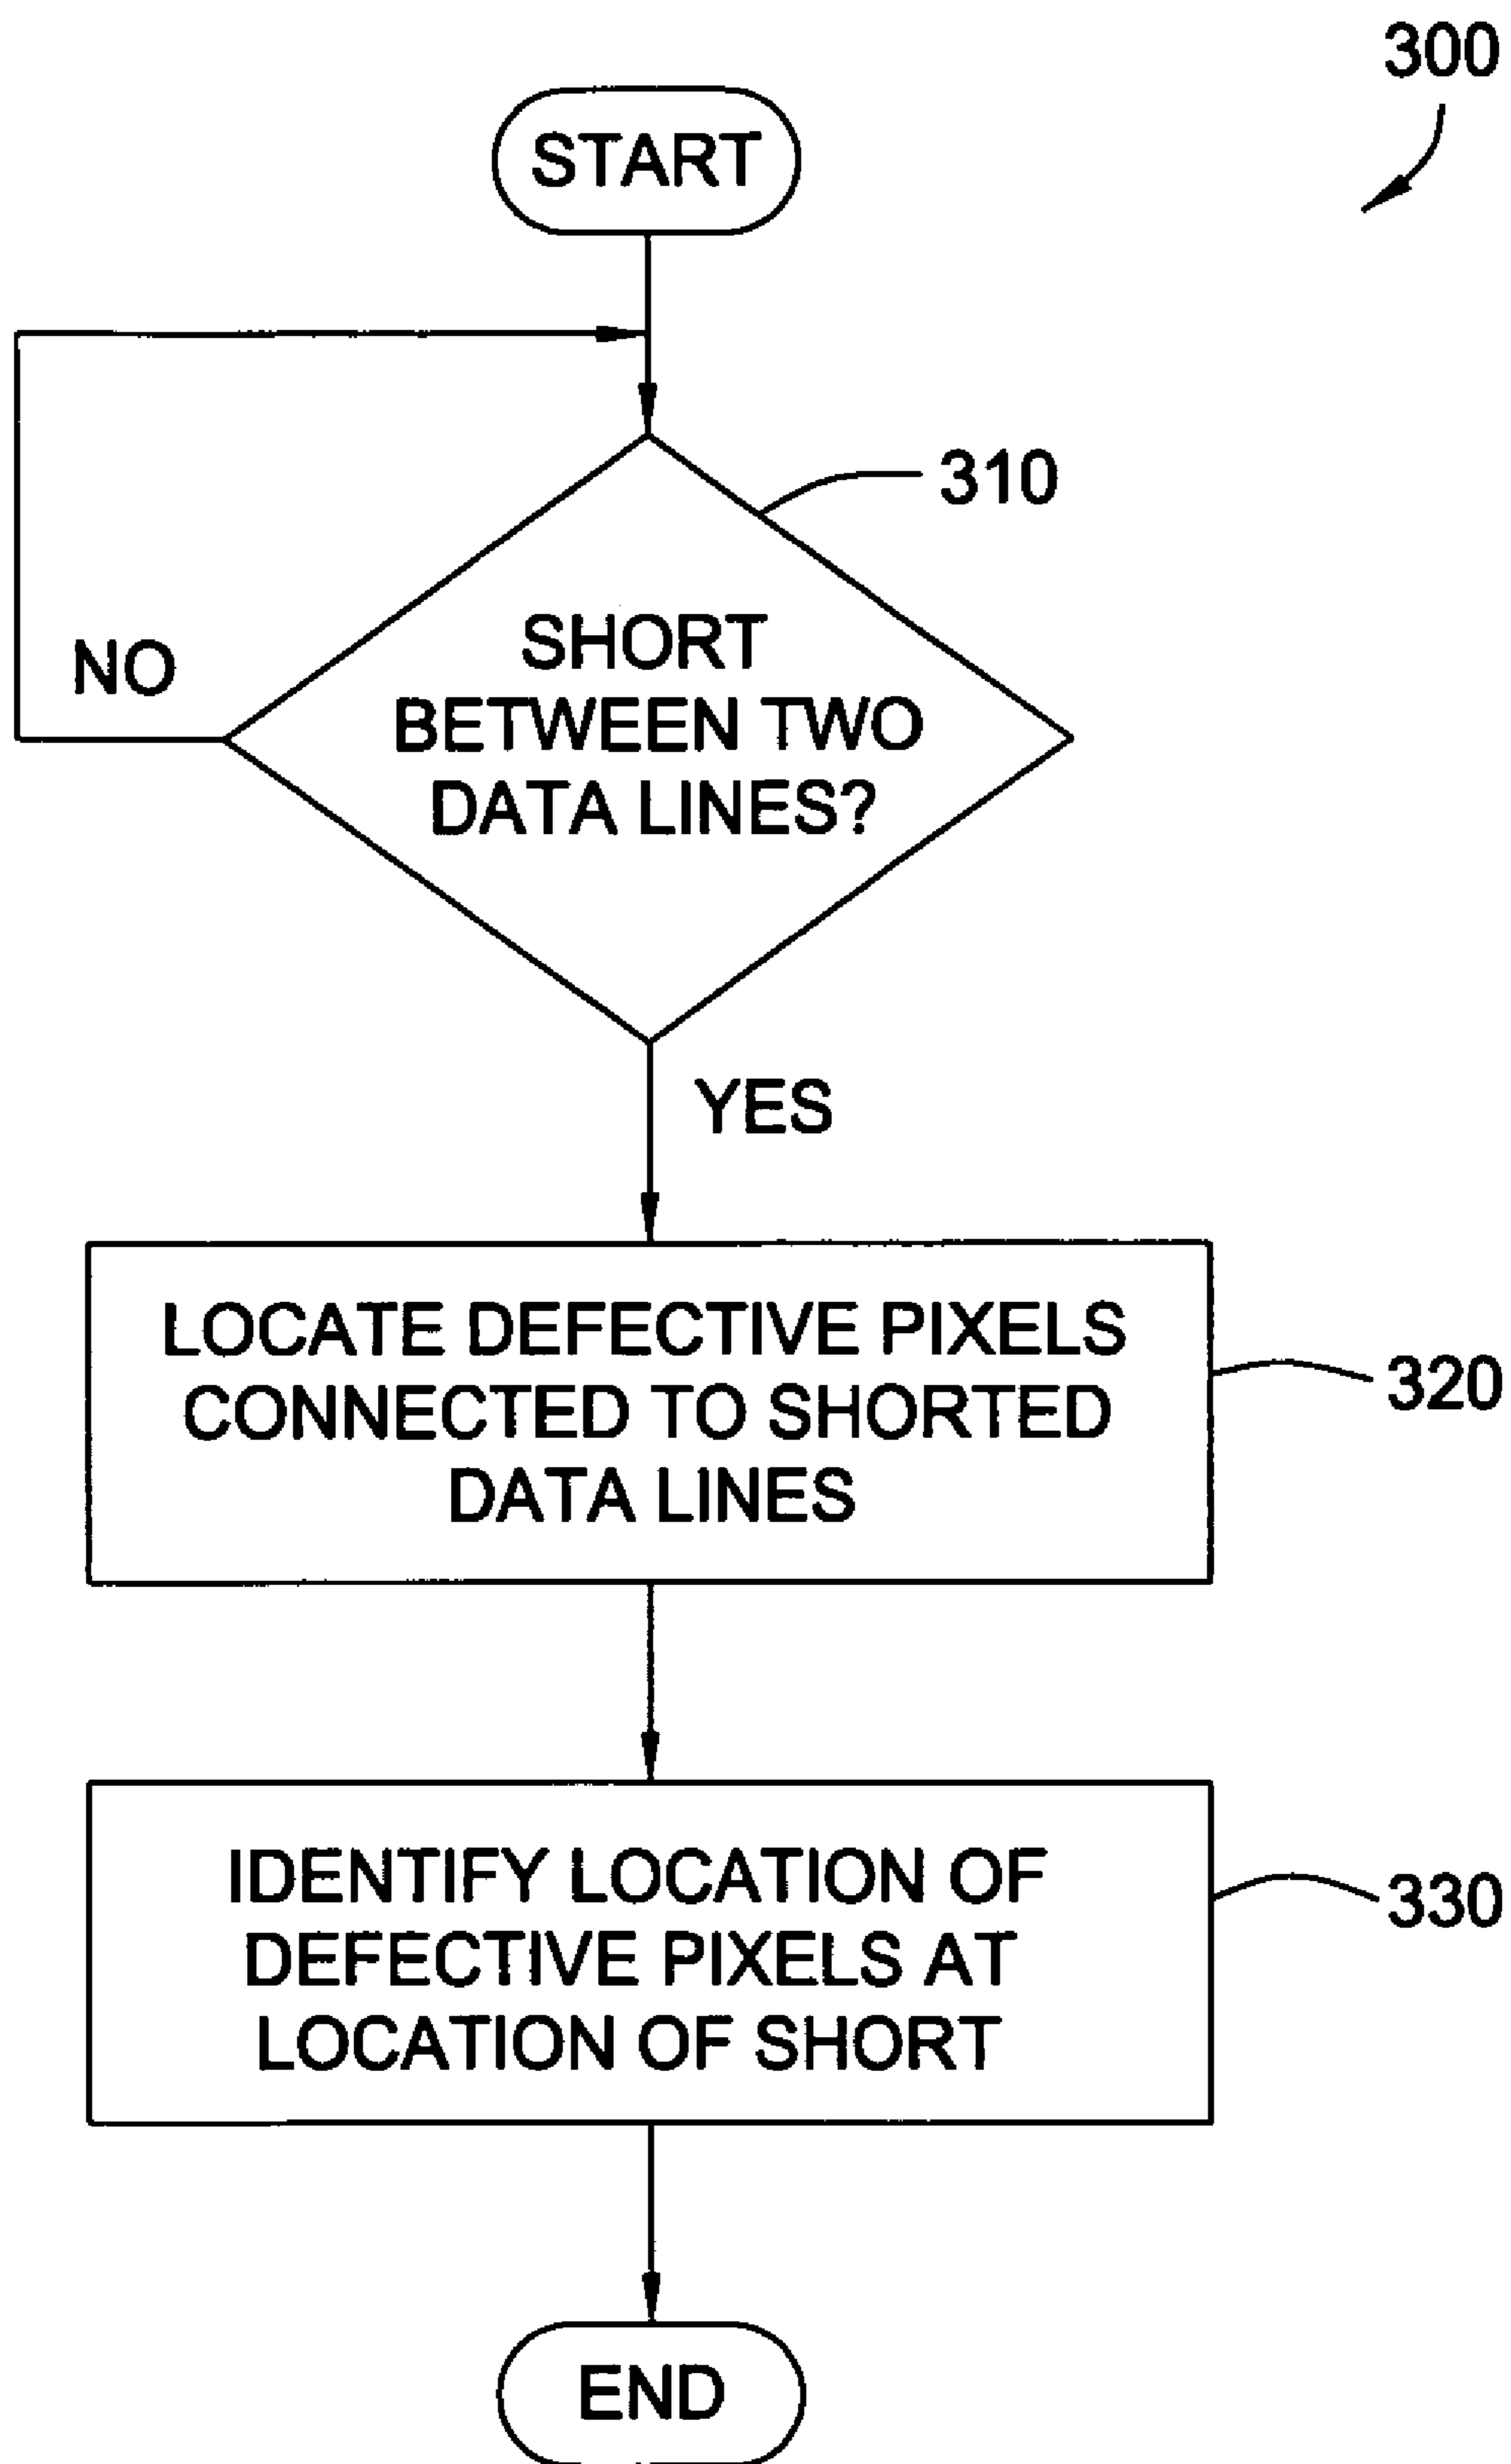 300
START
310
SHORT
BETWEEN TWO
DATA LINES?
NO
YES
LOCATE DEFECTIVE PIXELS
CONNECTED TO SHORTED
DATA LINES
320
IDENTIFY LOCATION OF
DEFECTIVE PIXELS AT
LOCATION OF SHORT
330
END